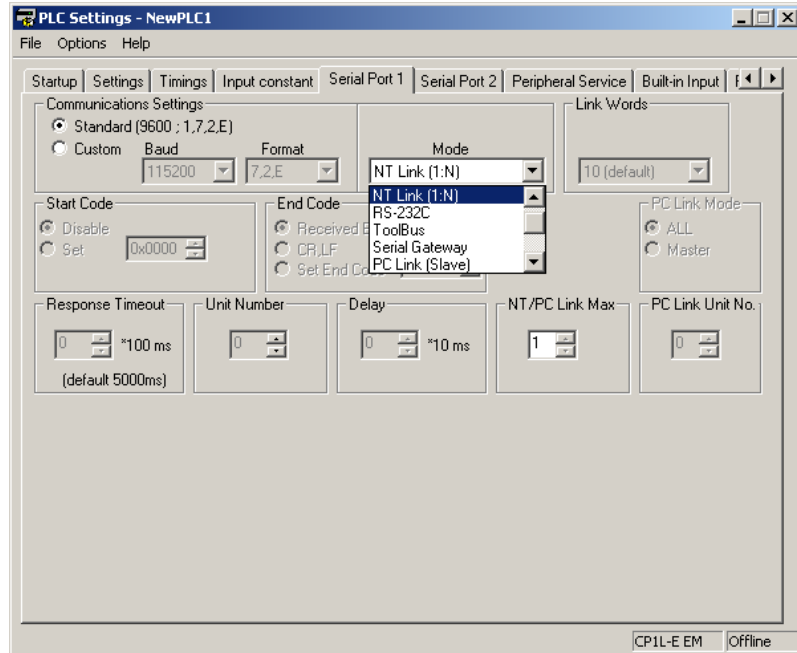 PLC Settings - NewPLC1
File Options Help
Startup Settings Timings Input constant Serial Port 1 Serial Port 2 Peripheral Service Built-in Input
Communications Settings
Standard (9600 ; 1,7,2,E)
Custom Baud Format
115200 7,2,E
Mode
NT Link (1:N)
NT Link (1:N)
RS-232C
ToolBus
Serial Gateway
PC Link (Slave)
Link Words
10 (default)
Start Code
Disable
Set 0x0000
End Code
Received
CR,LF
Set End Co
PC Link Mode
ALL
Master
Response Timeout
0 *100 ms
(default 5000ms)
Unit Number
0
Delay
0 *10 ms
NT/PC Link Max
1
PC Link Unit No.
0
CP1L-E EM Offline